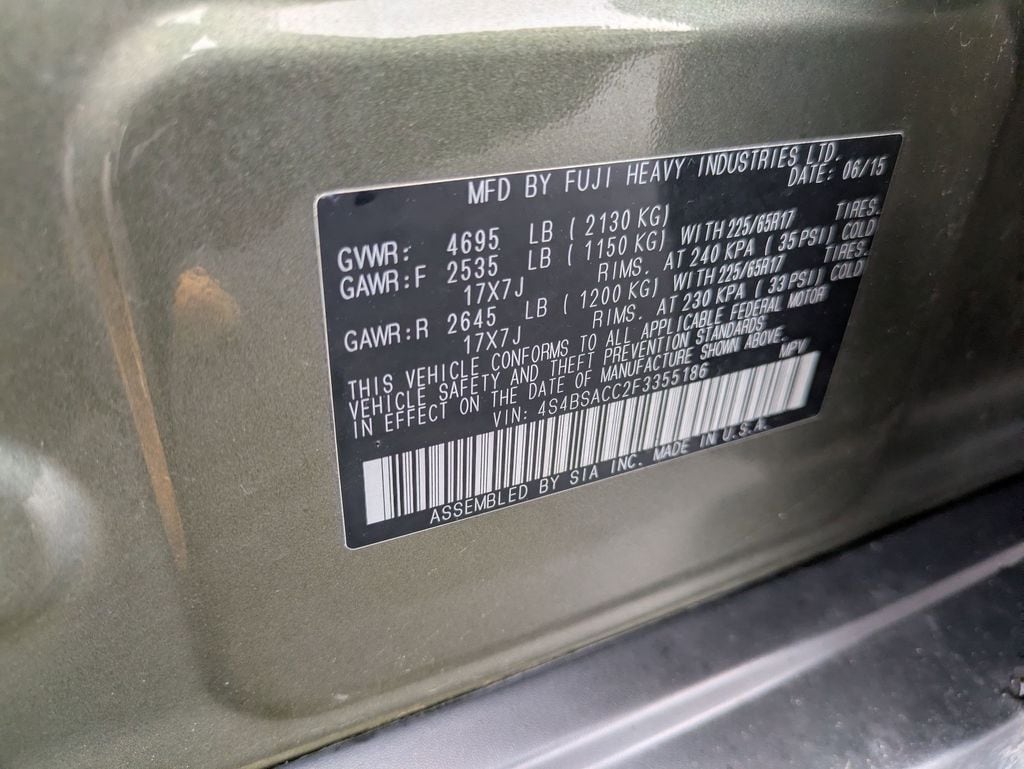 MFD BY FUJI HEAVY INDUSTRIES LTD.
DATE: 06/15
GVWR: 4695 LB ( 2130 KG)
GAWR:F 2535 LB ( 1150 KG) WITH 225/65R17 TIRES.
17X7J RIMS. AT 240 KPA ( 35 PSI) COLD
GAWR:R 2645 LB ( 1200 KG) WITH 225/65R17 TIRES.
17X7J RIMS. AT 230 KPA ( 33 PSI) COLD
THIS VEHICLE CONFORMS TO ALL APPLICABLE FEDERAL MOTOR
VEHICLE SAFETY AND THEFT PREVENTION STANDARDS
IN EFFECT ON THE DATE OF MANUFACTURE SHOWN ABOVE.
VIN: 4S4BSACC2F3355186 MPV
ASSEMBLED BY SIA INC. MADE IN U.S.A.